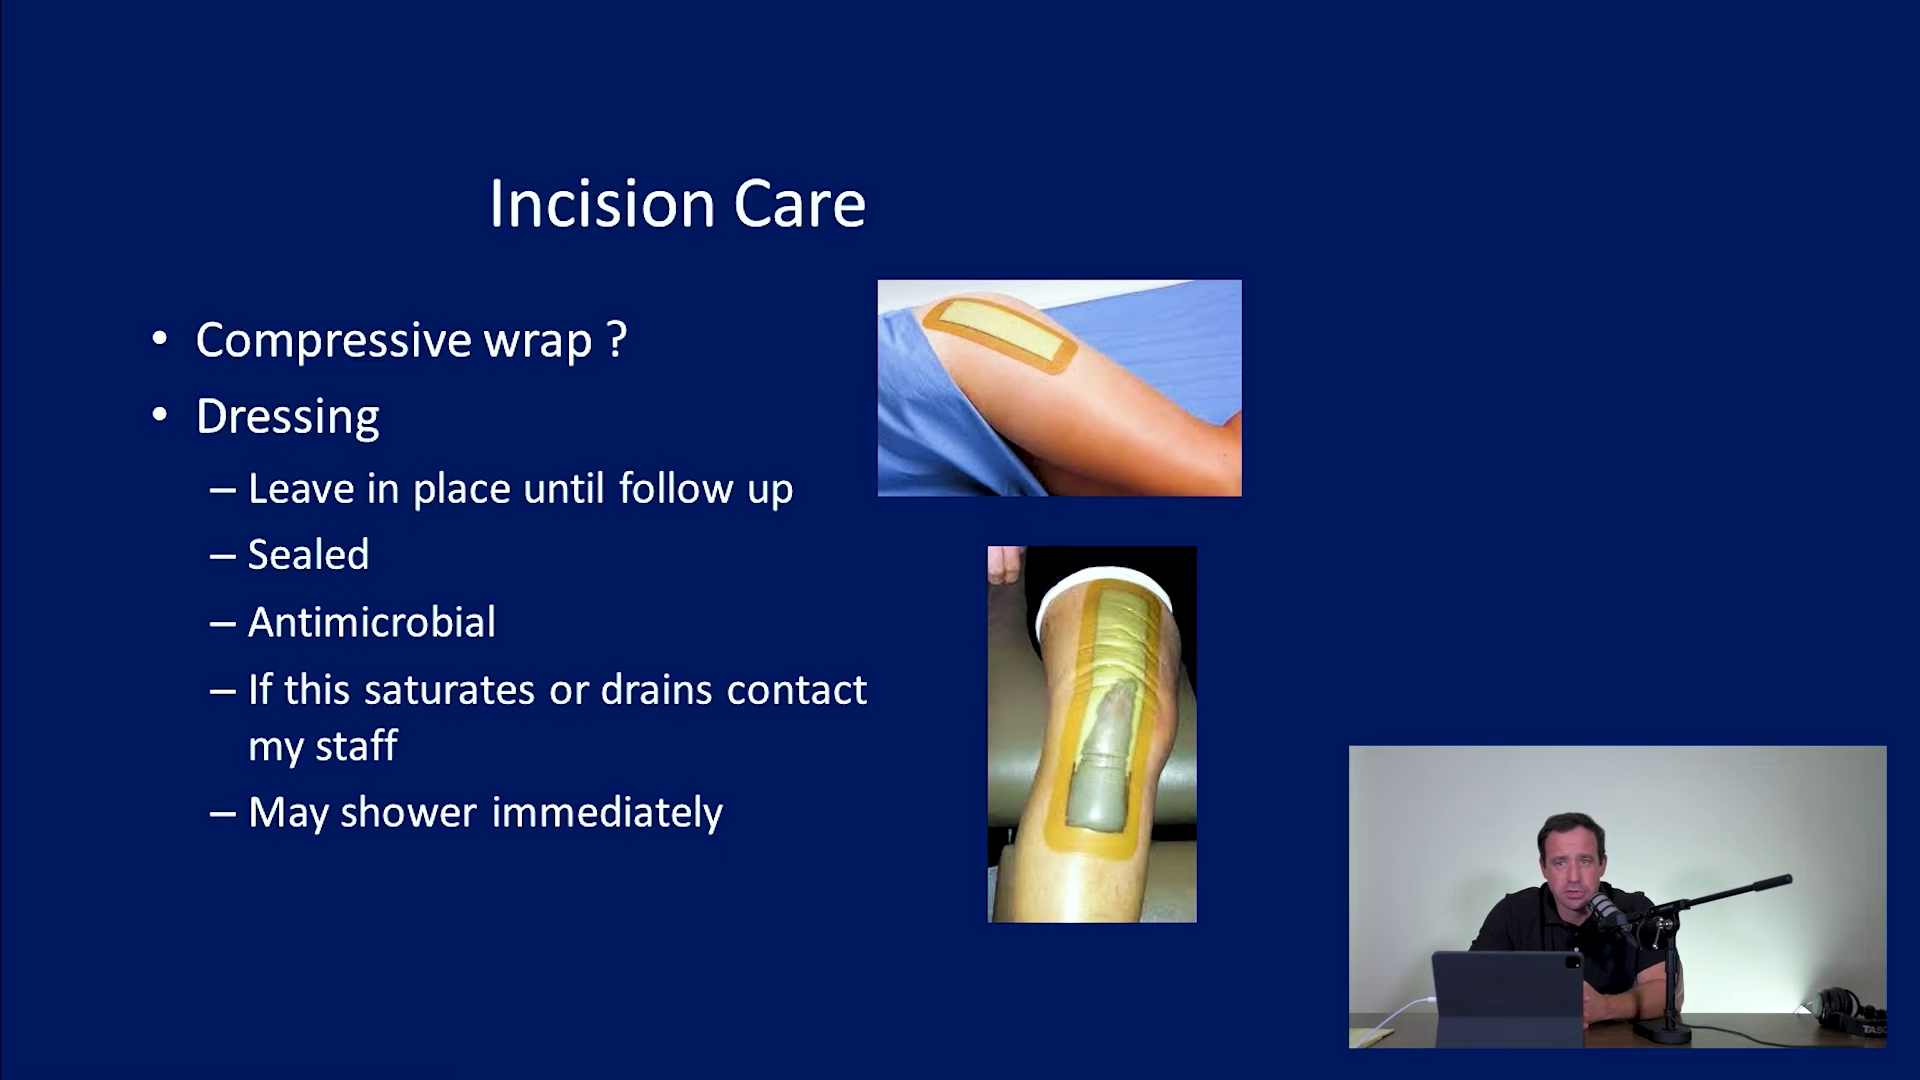 Incision Care
• Compressive wrap ?
• Dressing
– Leave in place until follow up
– Sealed
– Antimicrobial
– If this saturates or drains contact
my staff
– May shower immediately
TASC